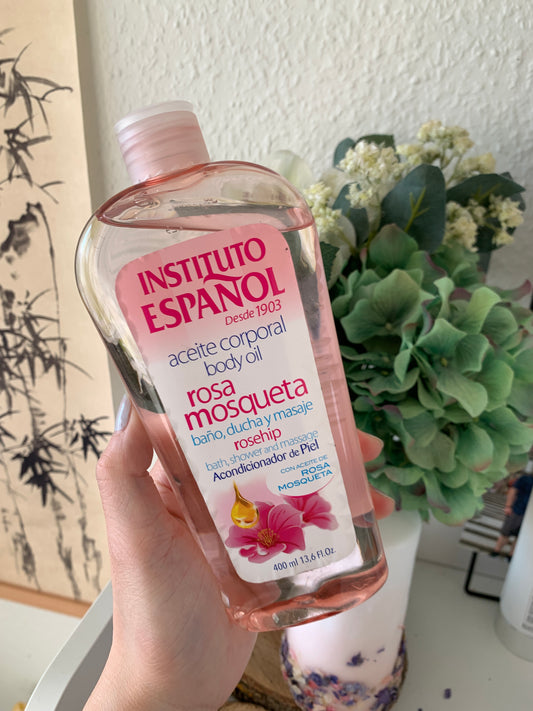 INSTITUTO
ESPAÑOL
Desde 1903
aceite corporal
body oil
rosa
mosqueta
baño, ducha y masaje
rosehip
bath, shower and massage
Acondicionador de Piel
CON ACEITE DE
ROSA
MOSQUETA
400 ml 13,6 Fl.Oz.